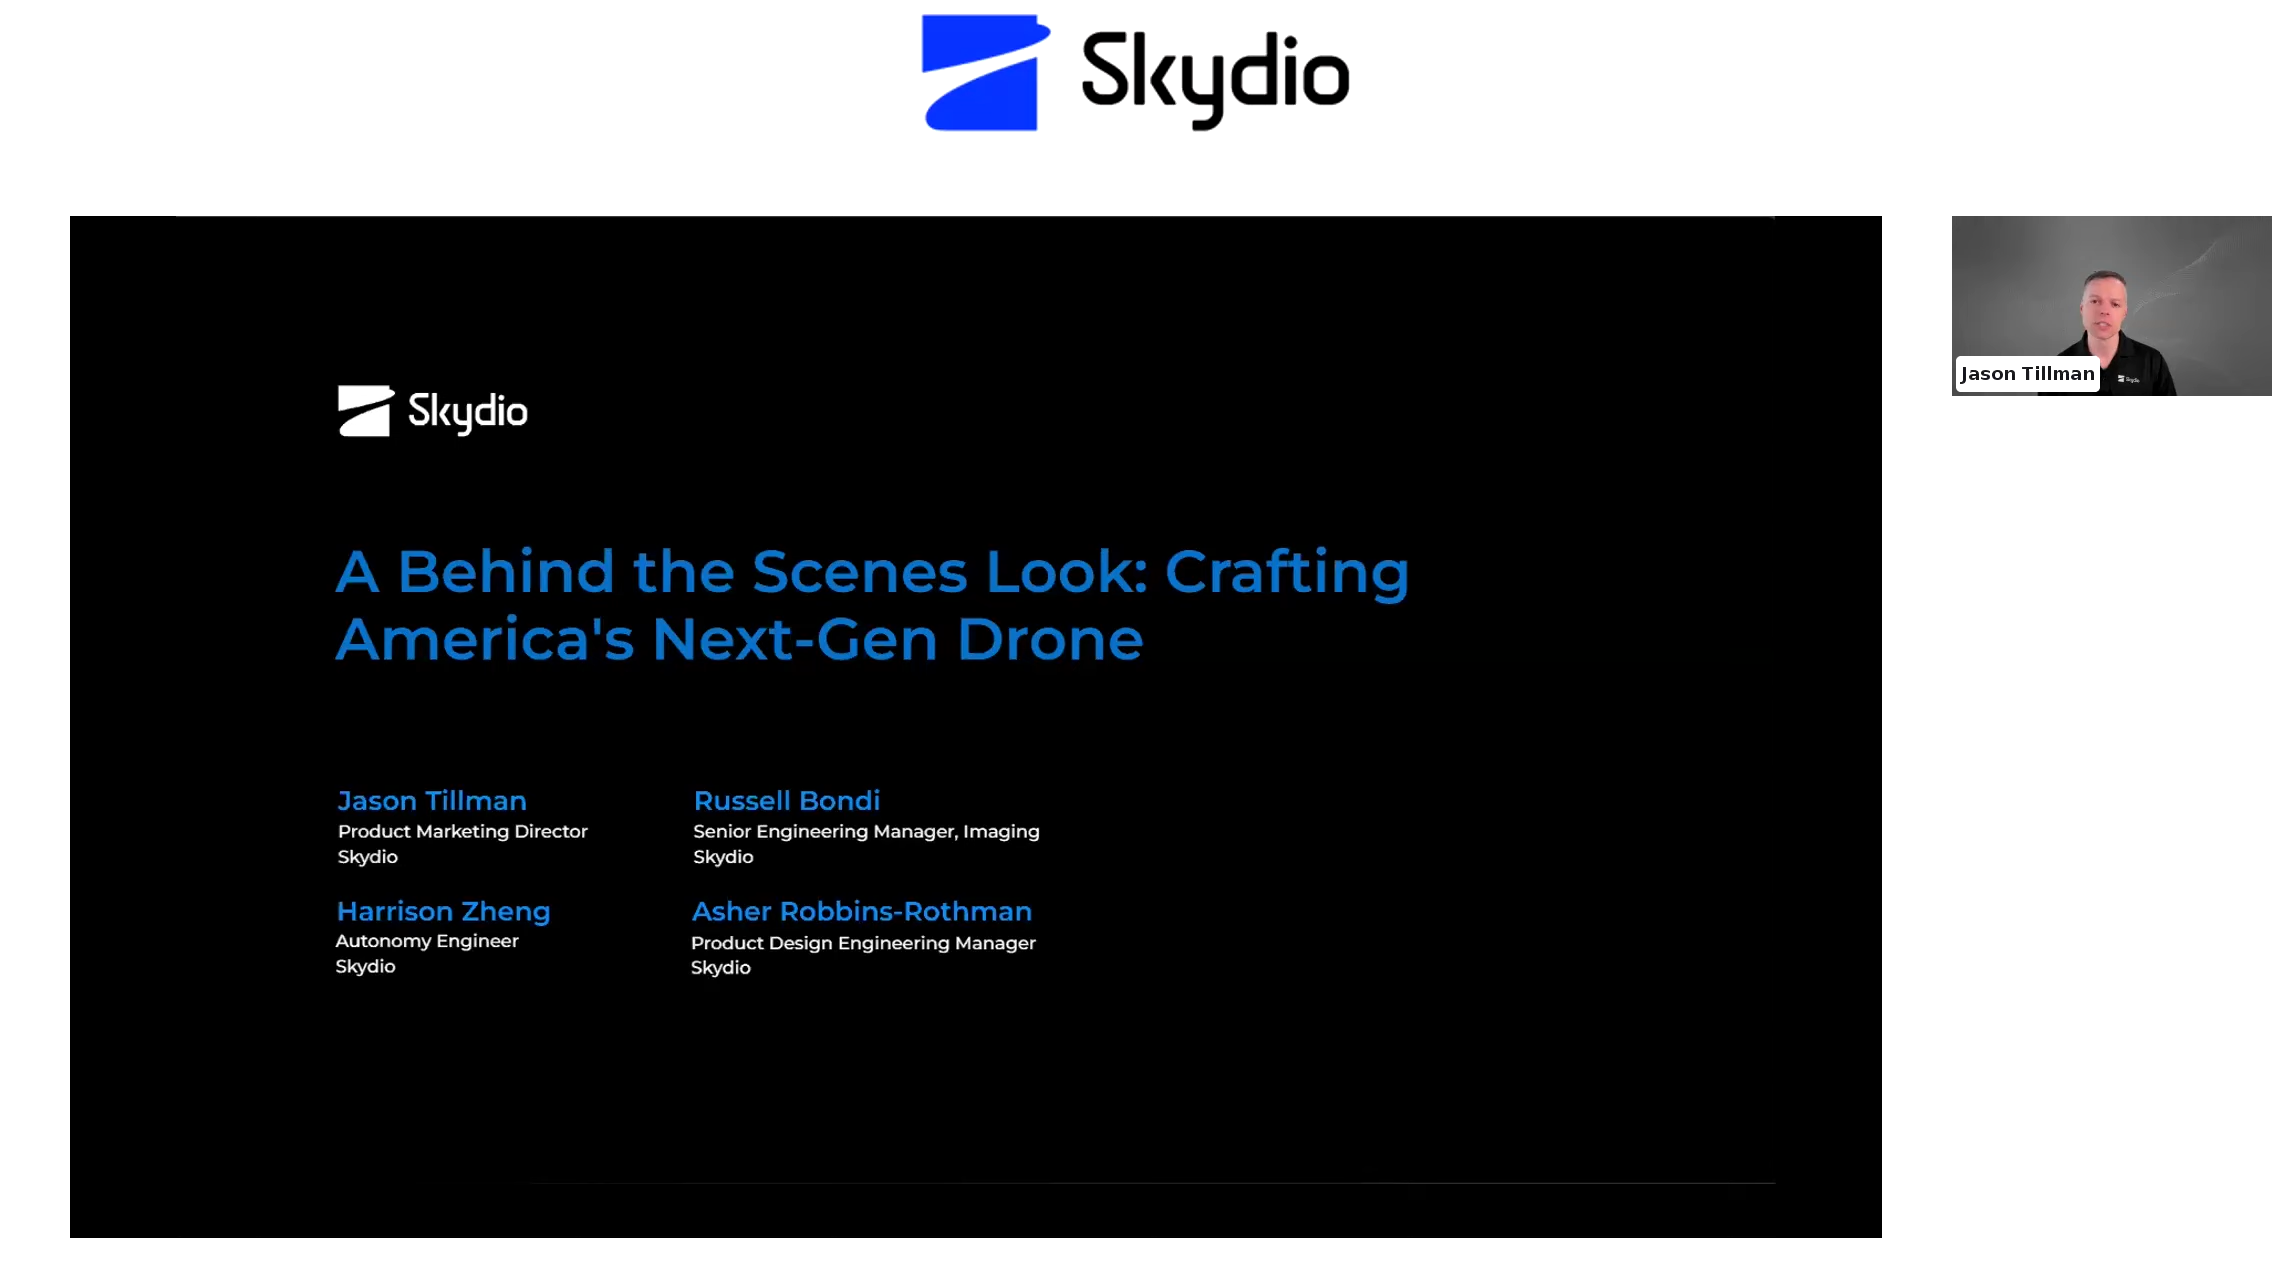 Skydio
Skydio
A Behind the Scenes Look: Crafting
America's Next-Gen Drone
Jason Tillman
Product Marketing Director
Skydio
Russell Bondi
Senior Engineering Manager, Imaging
Skydio
Harrison Zheng
Autonomy Engineer
Skydio
Asher Robbins-Rothman
Product Design Engineering Manager
Skydio
Jason Tillman
Skydio